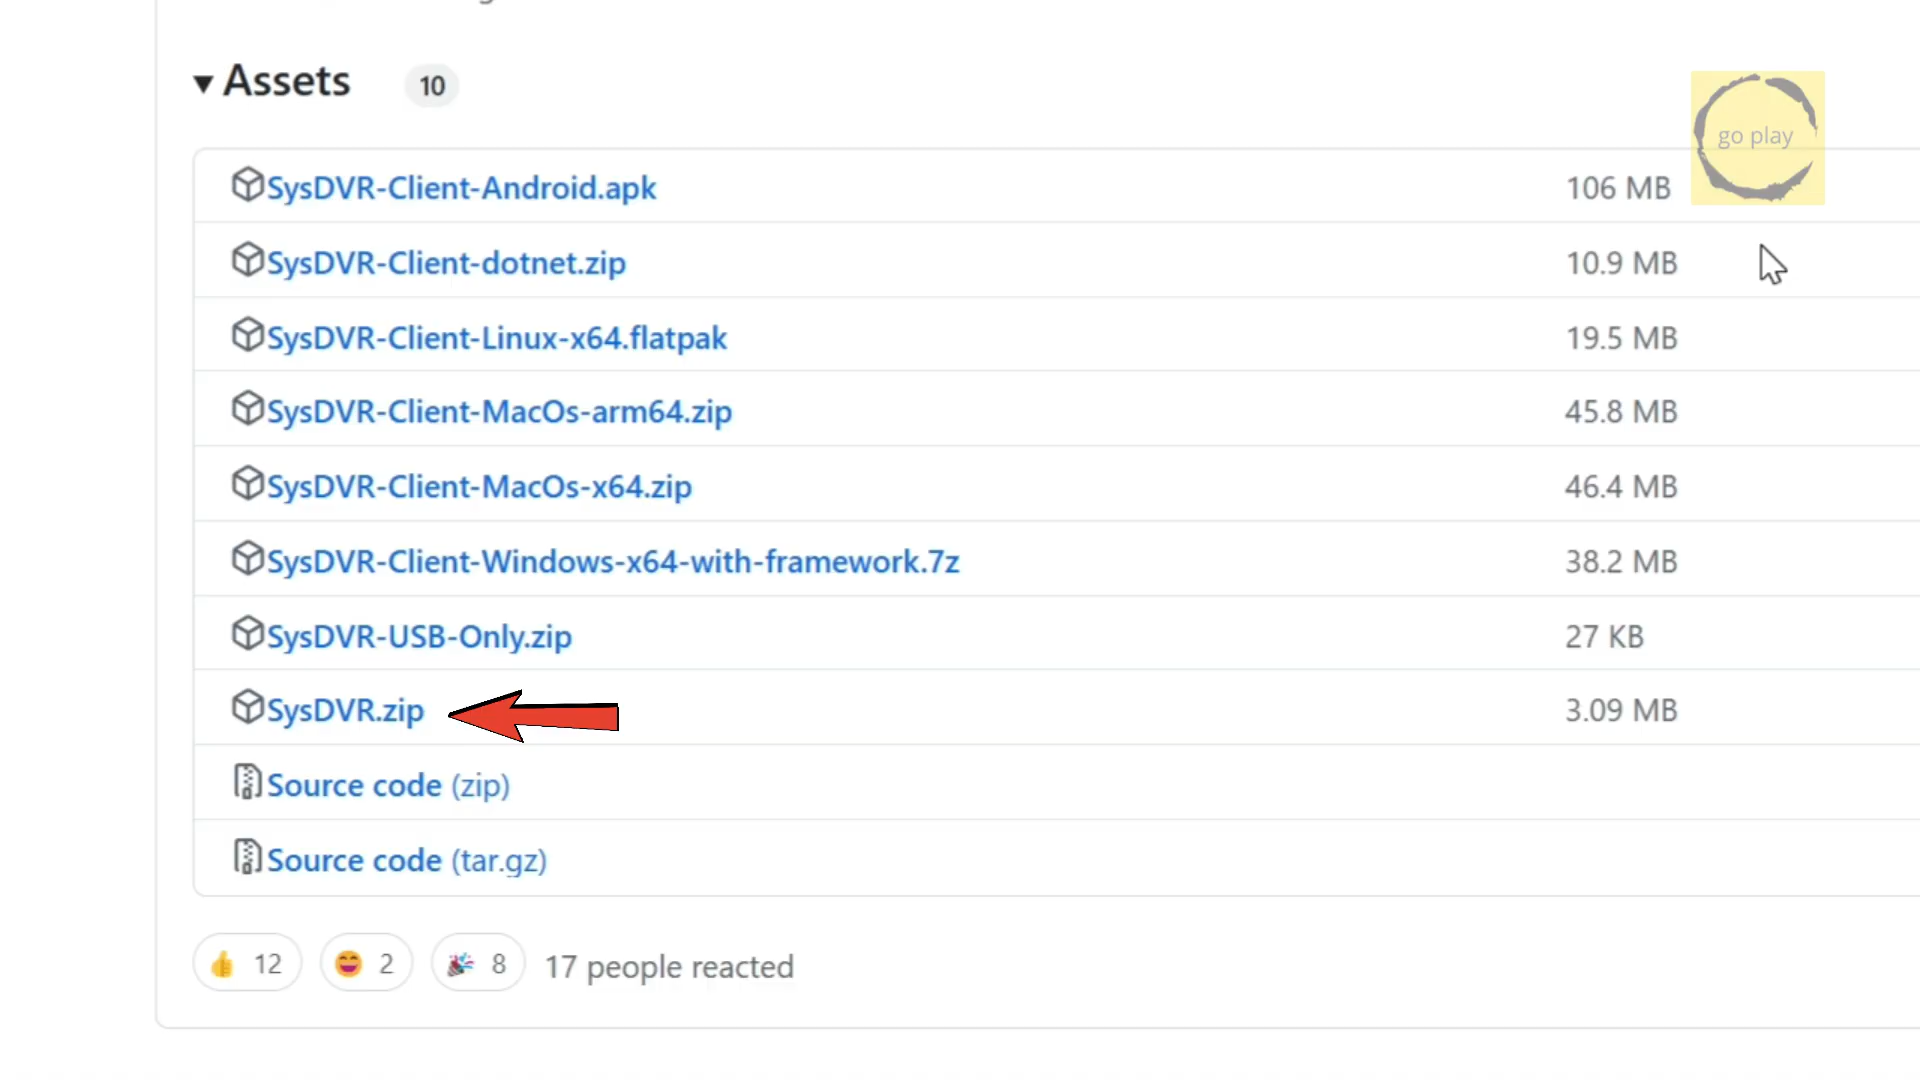 Assets 10
go play
SysDVR-Client-Android.apk 106 MB
SysDVR-Client-dotnet.zip 10.9 MB
SysDVR-Client-Linux-x64.flatpak 19.5 MB
SysDVR-Client-MacOs-arm64.zip 45.8 MB
SysDVR-Client-MacOs-x64.zip 46.4 MB
SysDVR-Client-Windows-x64-with-framework.7z 38.2 MB
SysDVR-USB-Only.zip 27 KB
SysDVR.zip 3.09 MB
Source code (zip)
Source code (tar.gz)
👍 12 😄 2 🎉 8 17 people reacted